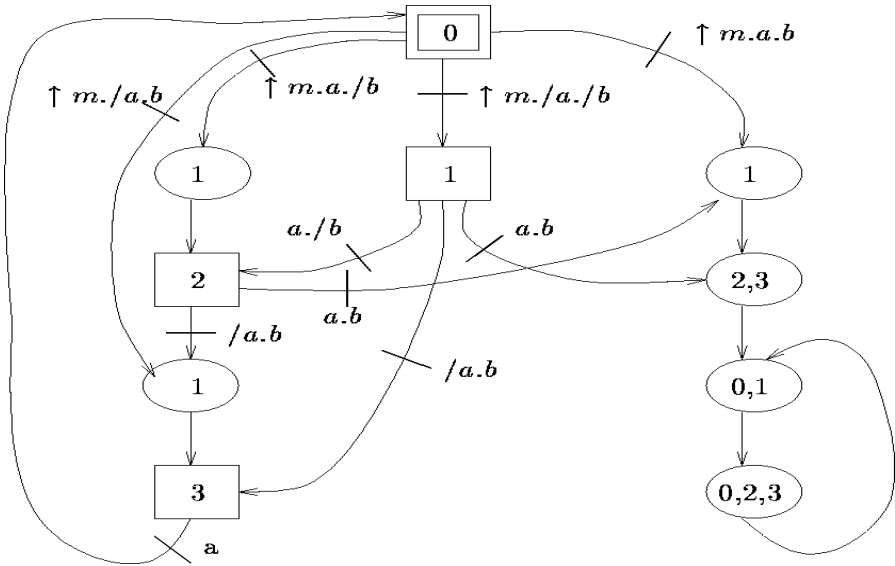 0
↑ m.a.b
↑ m./a.b
↑ m.a./b
↑ m./a./b
1
1
1
a./b
a.b
2
2,3
a.b
/a.b
/a.b
1
0,1
3
0,2,3
a